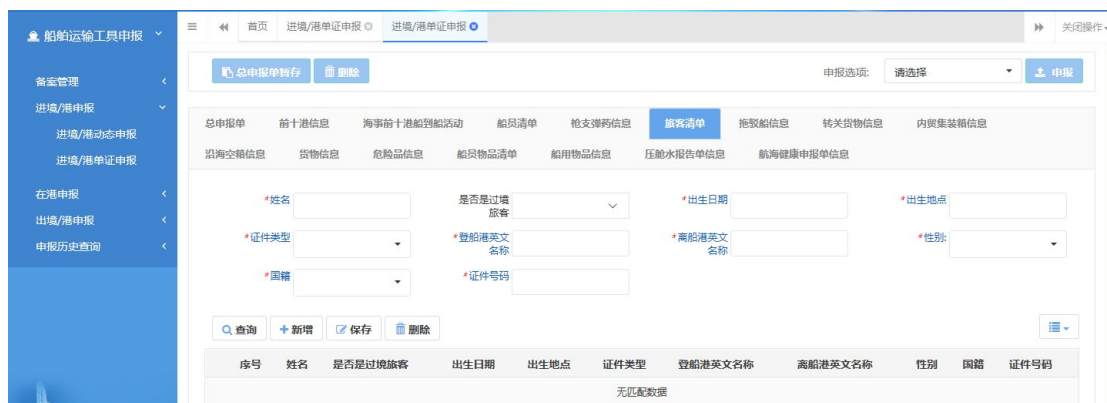 船舶运输工具申报
备案管理
进境/港申报
进境/港动态申报
进境/港单证申报
在港申报
出境/港申报
申报历史查询
首页 进境/港单证申报 进境/港单证申报 关闭操作
总申报单暂存 删除 申报选项: 请选择 申报
总申报单 前十港信息 海事前十港船到船活动 船员清单 枪支弹药信息 旅客清单 拖驳船信息 转关货物信息 内贸集装箱信息
沿海空箱信息 货物信息 危险品信息 船员物品清单 船用物品信息 压舱水报告单信息 航海健康申报单信息
*姓名 是否是过境旅客 *出生日期 *出生地点
*证件类型 *登船港英文名称 *离船港英文名称 *性别:
*国籍 *证件号码
查询 新增 保存 删除
序号 姓名 是否是过境旅客 出生日期 出生地点 证件类型 登船港英文名称 离船港英文名称 性别 国籍 证件号码
无匹配数据